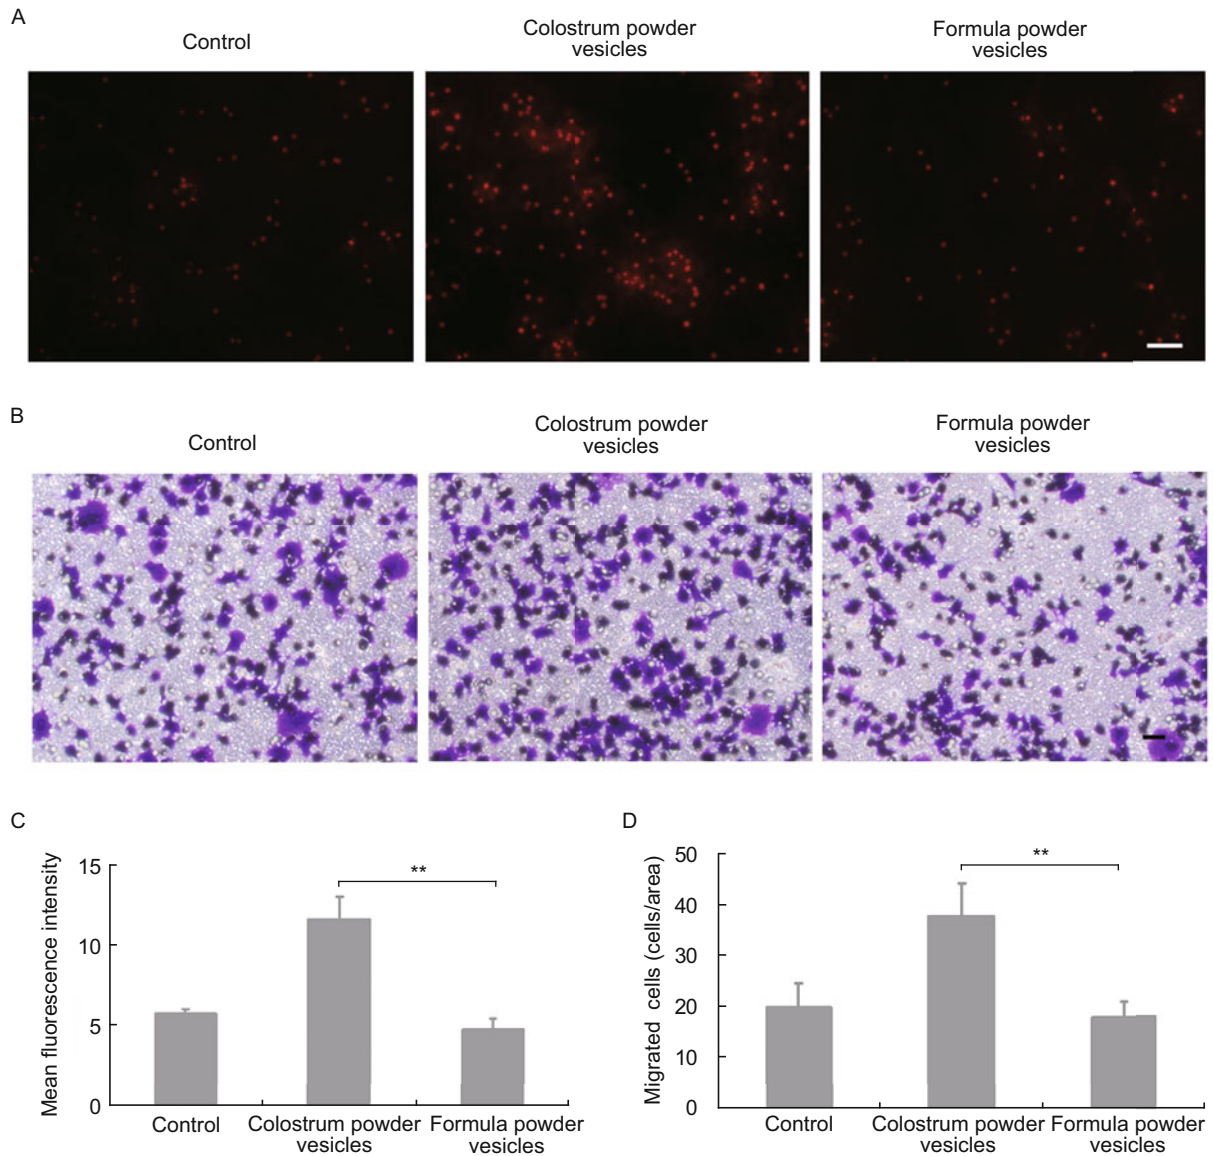 A
Control
Colostrum powder
vesicles
Formula powder
vesicles
B
Control
Colostrum powder
vesicles
Formula powder
vesicles
C
Mean fluorescence intensity
15
10
5
0
**
Control
Colostrum powder
vesicles
Formula powder
vesicles
D
Migrated cells (cells/area)
50
40
30
20
10
0
**
Control
Colostrum powder
vesicles
Formula powder
vesicles